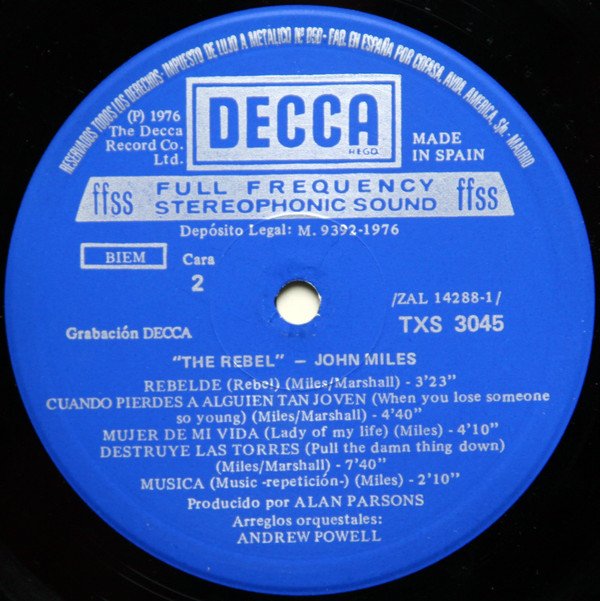 RESERVADOS TODOS LOS DERECHOS - IMPUESTO DE LUJO A METALICO Nº 060 - FAB. EN ESPAÑA POR COFASA, AVDA. AMERICA, S/n. - MADRID
(P) 1976
The Decca
Record Co.
Ltd.
DECCA
REGD.
MADE
IN SPAIN
ffss FULL FREQUENCY STEREOPHONIC SOUND ffss
Depósito Legal: M. 9392-1976
BIEM Cara
2
/ZAL 14288-1/
Grabación DECCA TXS 3045
"THE REBEL" — JOHN MILES
REBELDE (Rebel) (Miles/Marshall) - 3'23"
CUANDO PIERDES A ALGUIEN TAN JOVEN (When you lose someone
so young) (Miles/Marshall) - 4'40"
MUJER DE MI VIDA (Lady of my life) (Miles) - 4'10"
DESTRUYE LAS TORRES (Pull the damn thing down)
(Miles/Marshall) - 7'40"
MUSICA (Music -repetición-) (Miles) - 2'10"
Producido por ALAN PARSONS
Arreglos orquestales:
ANDREW POWELL